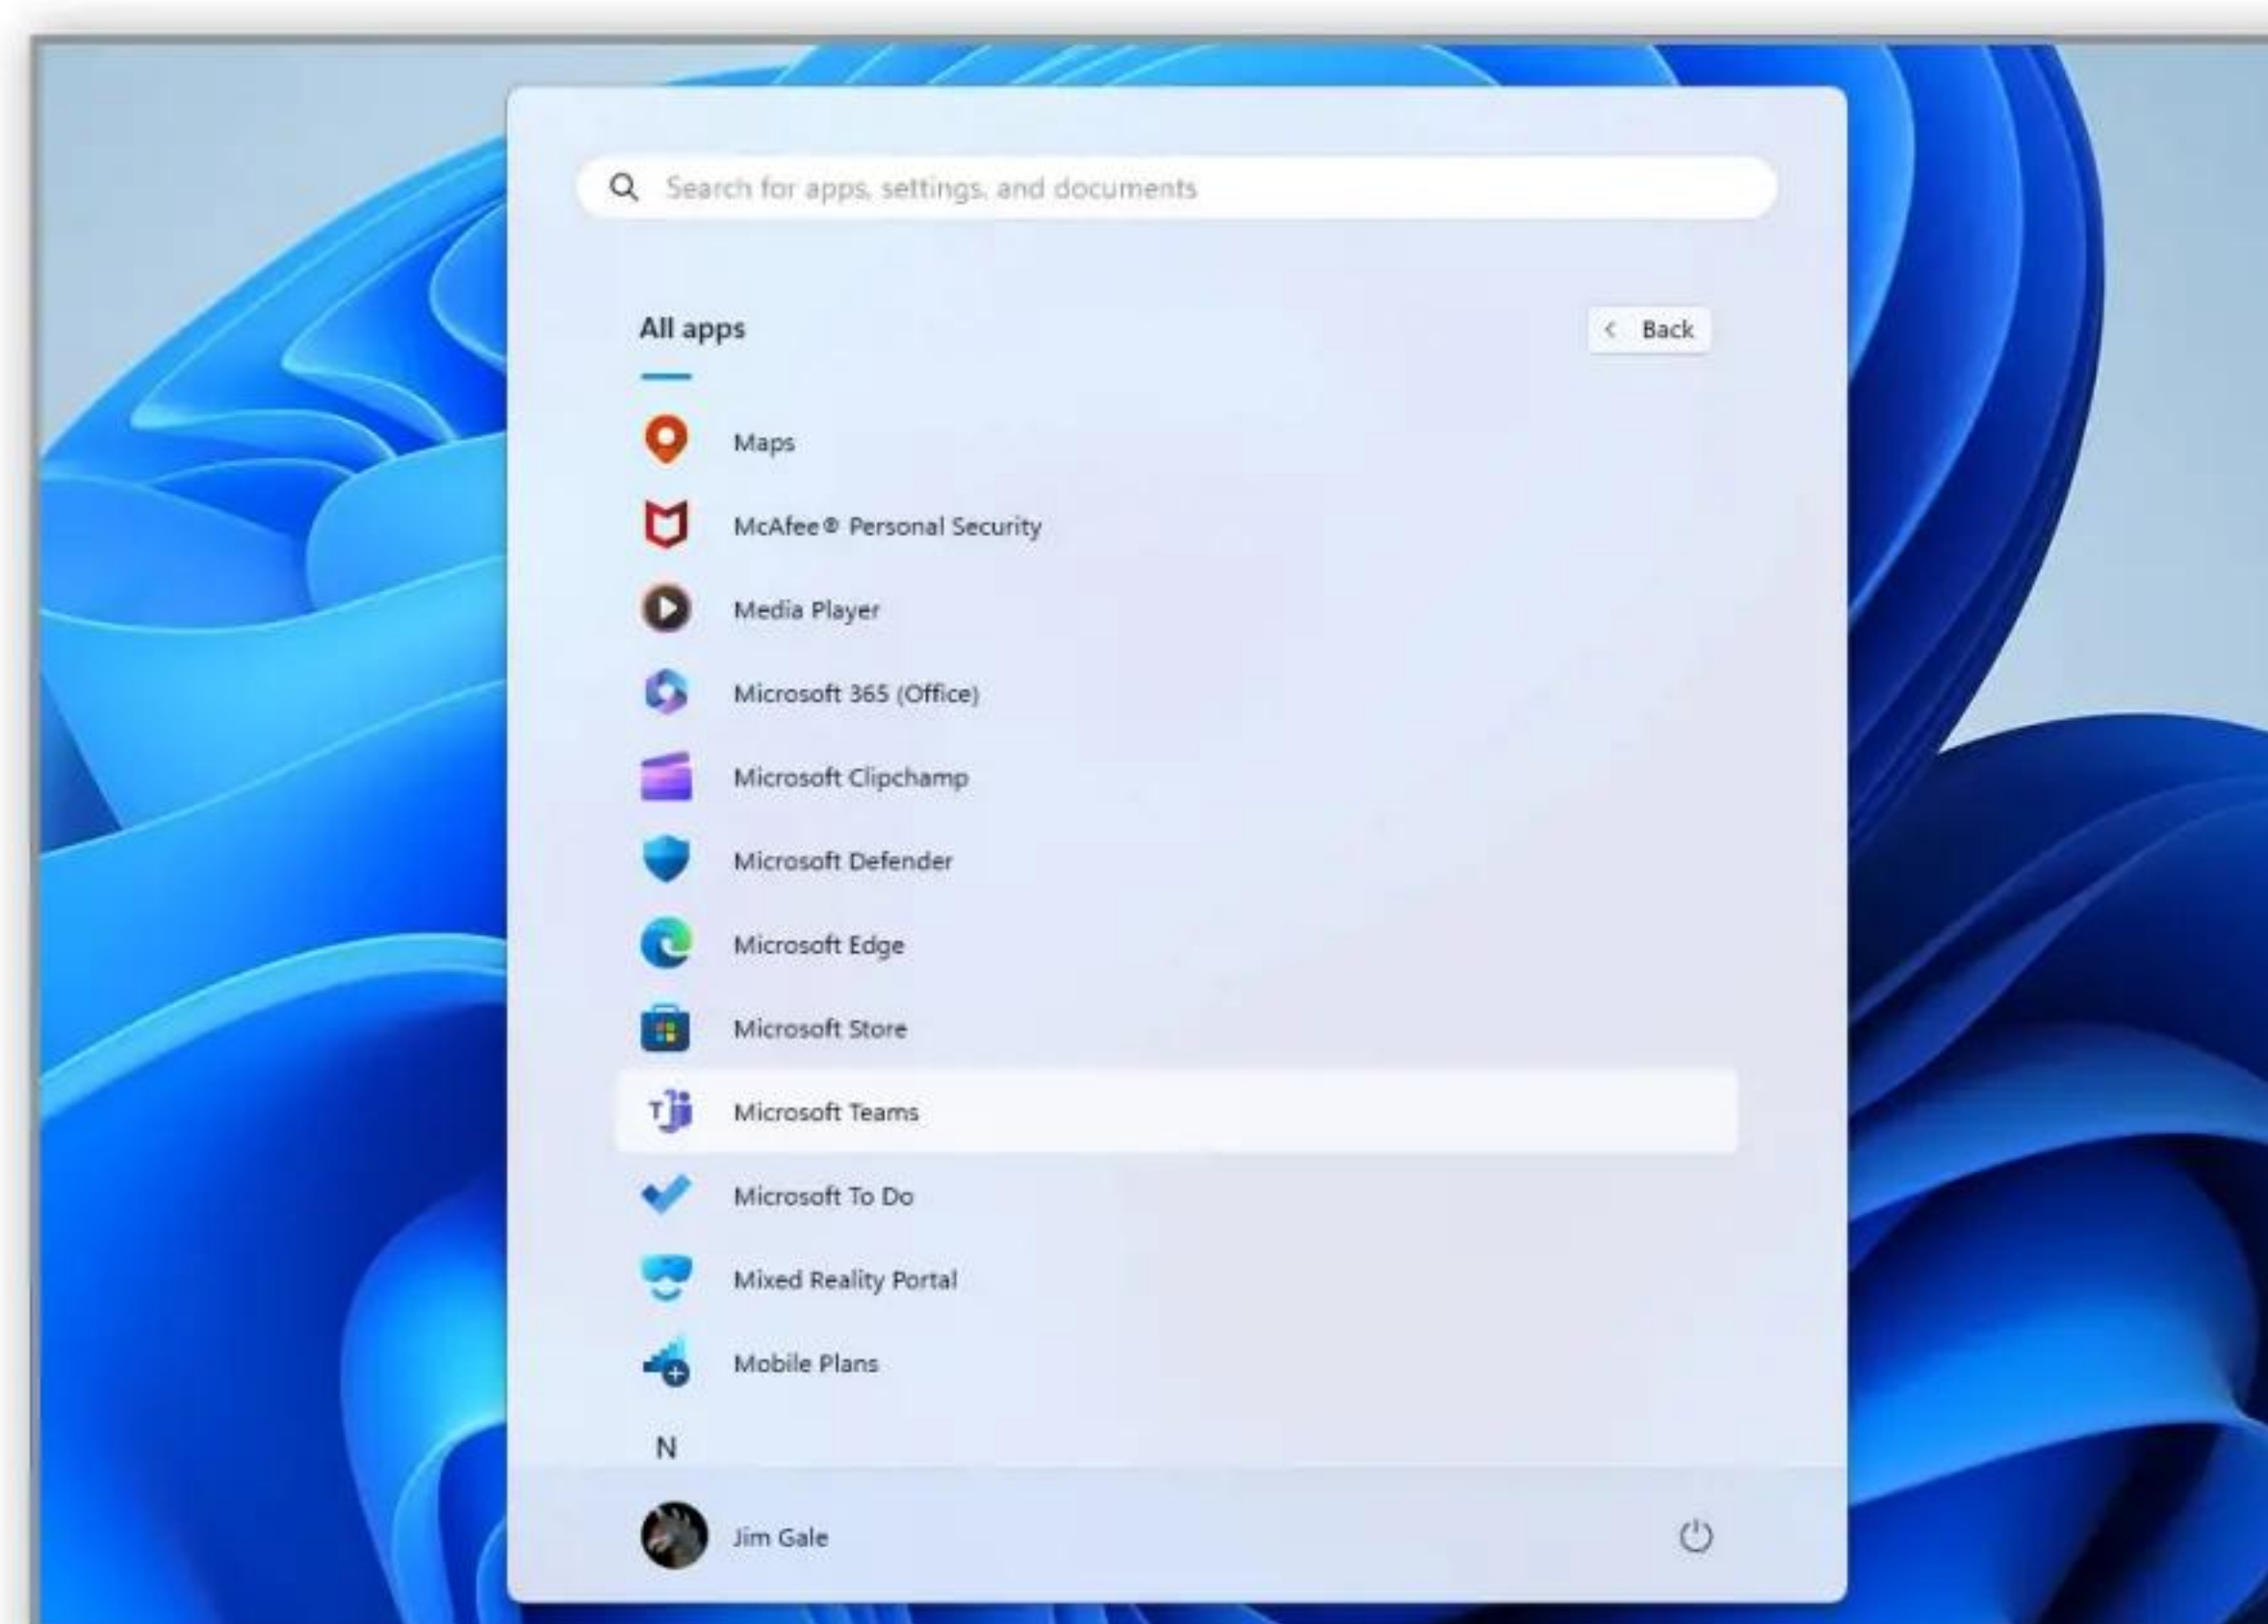 Search for apps, settings, and documents
All apps
Back
Maps
McAfee® Personal Security
Media Player
Microsoft 365 (Office)
Microsoft Clipchamp
Microsoft Defender
Microsoft Edge
Microsoft Store
Microsoft Teams
Microsoft To Do
Mixed Reality Portal
Mobile Plans
N
Jim Gale